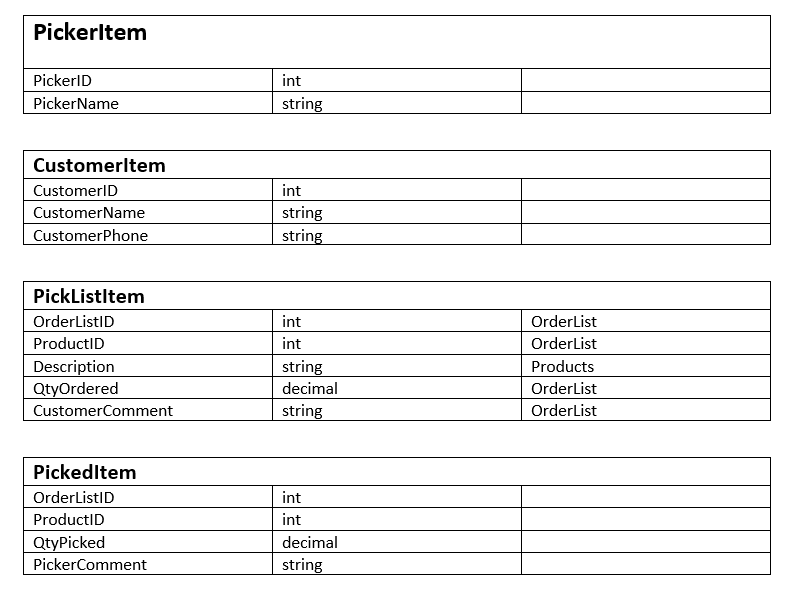 PickerItem
PickerID int
PickerName string
CustomerItem
CustomerID int
CustomerName string
CustomerPhone string
PickListItem
OrderListID int OrderList
ProductID int OrderList
Description string Products
QtyOrdered decimal OrderList
CustomerComment string OrderList
PickedItem
OrderListID int
ProductID int
QtyPicked decimal
PickerComment string